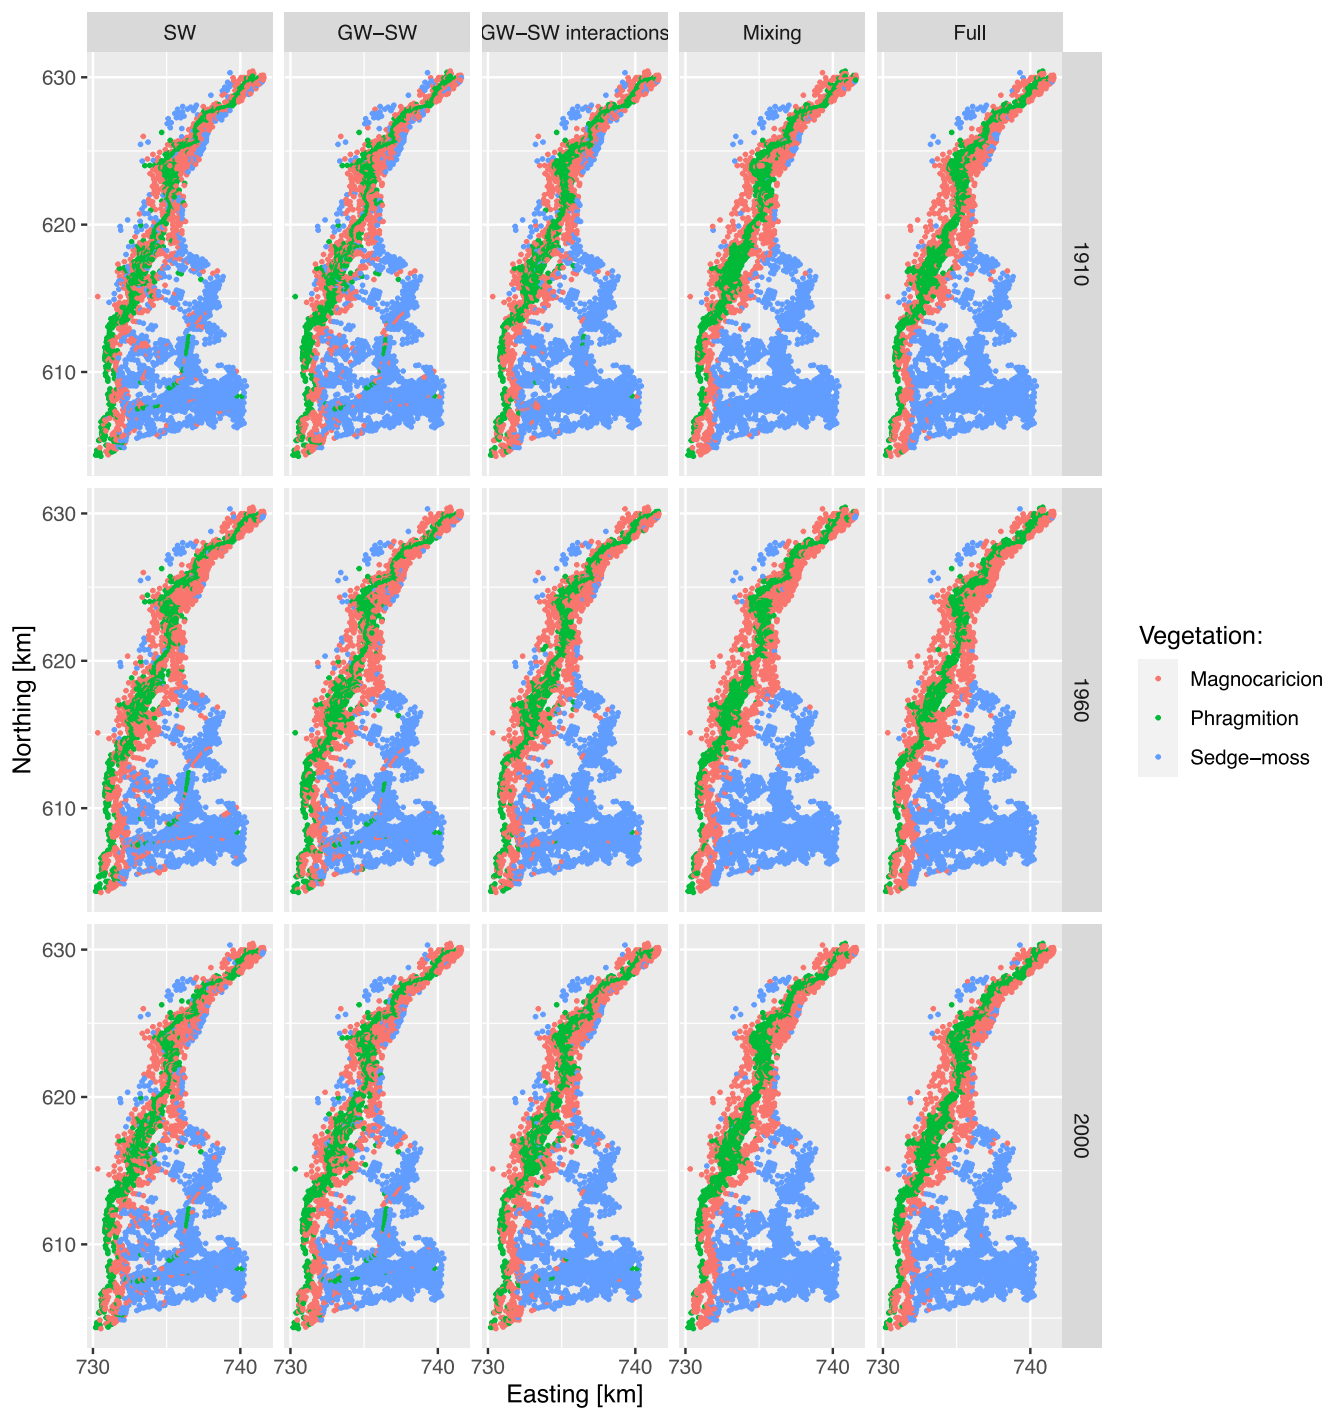 SW GW−SW GW−SW interactions Mixing Full
630
620
610
1910
630
620
610
1960
630
620
610
2000
730 740 730 740 730 740 730 740 730 740
Easting [km]
Northing [km]
Vegetation:
Magnocaricion
Phragmition
Sedge−moss